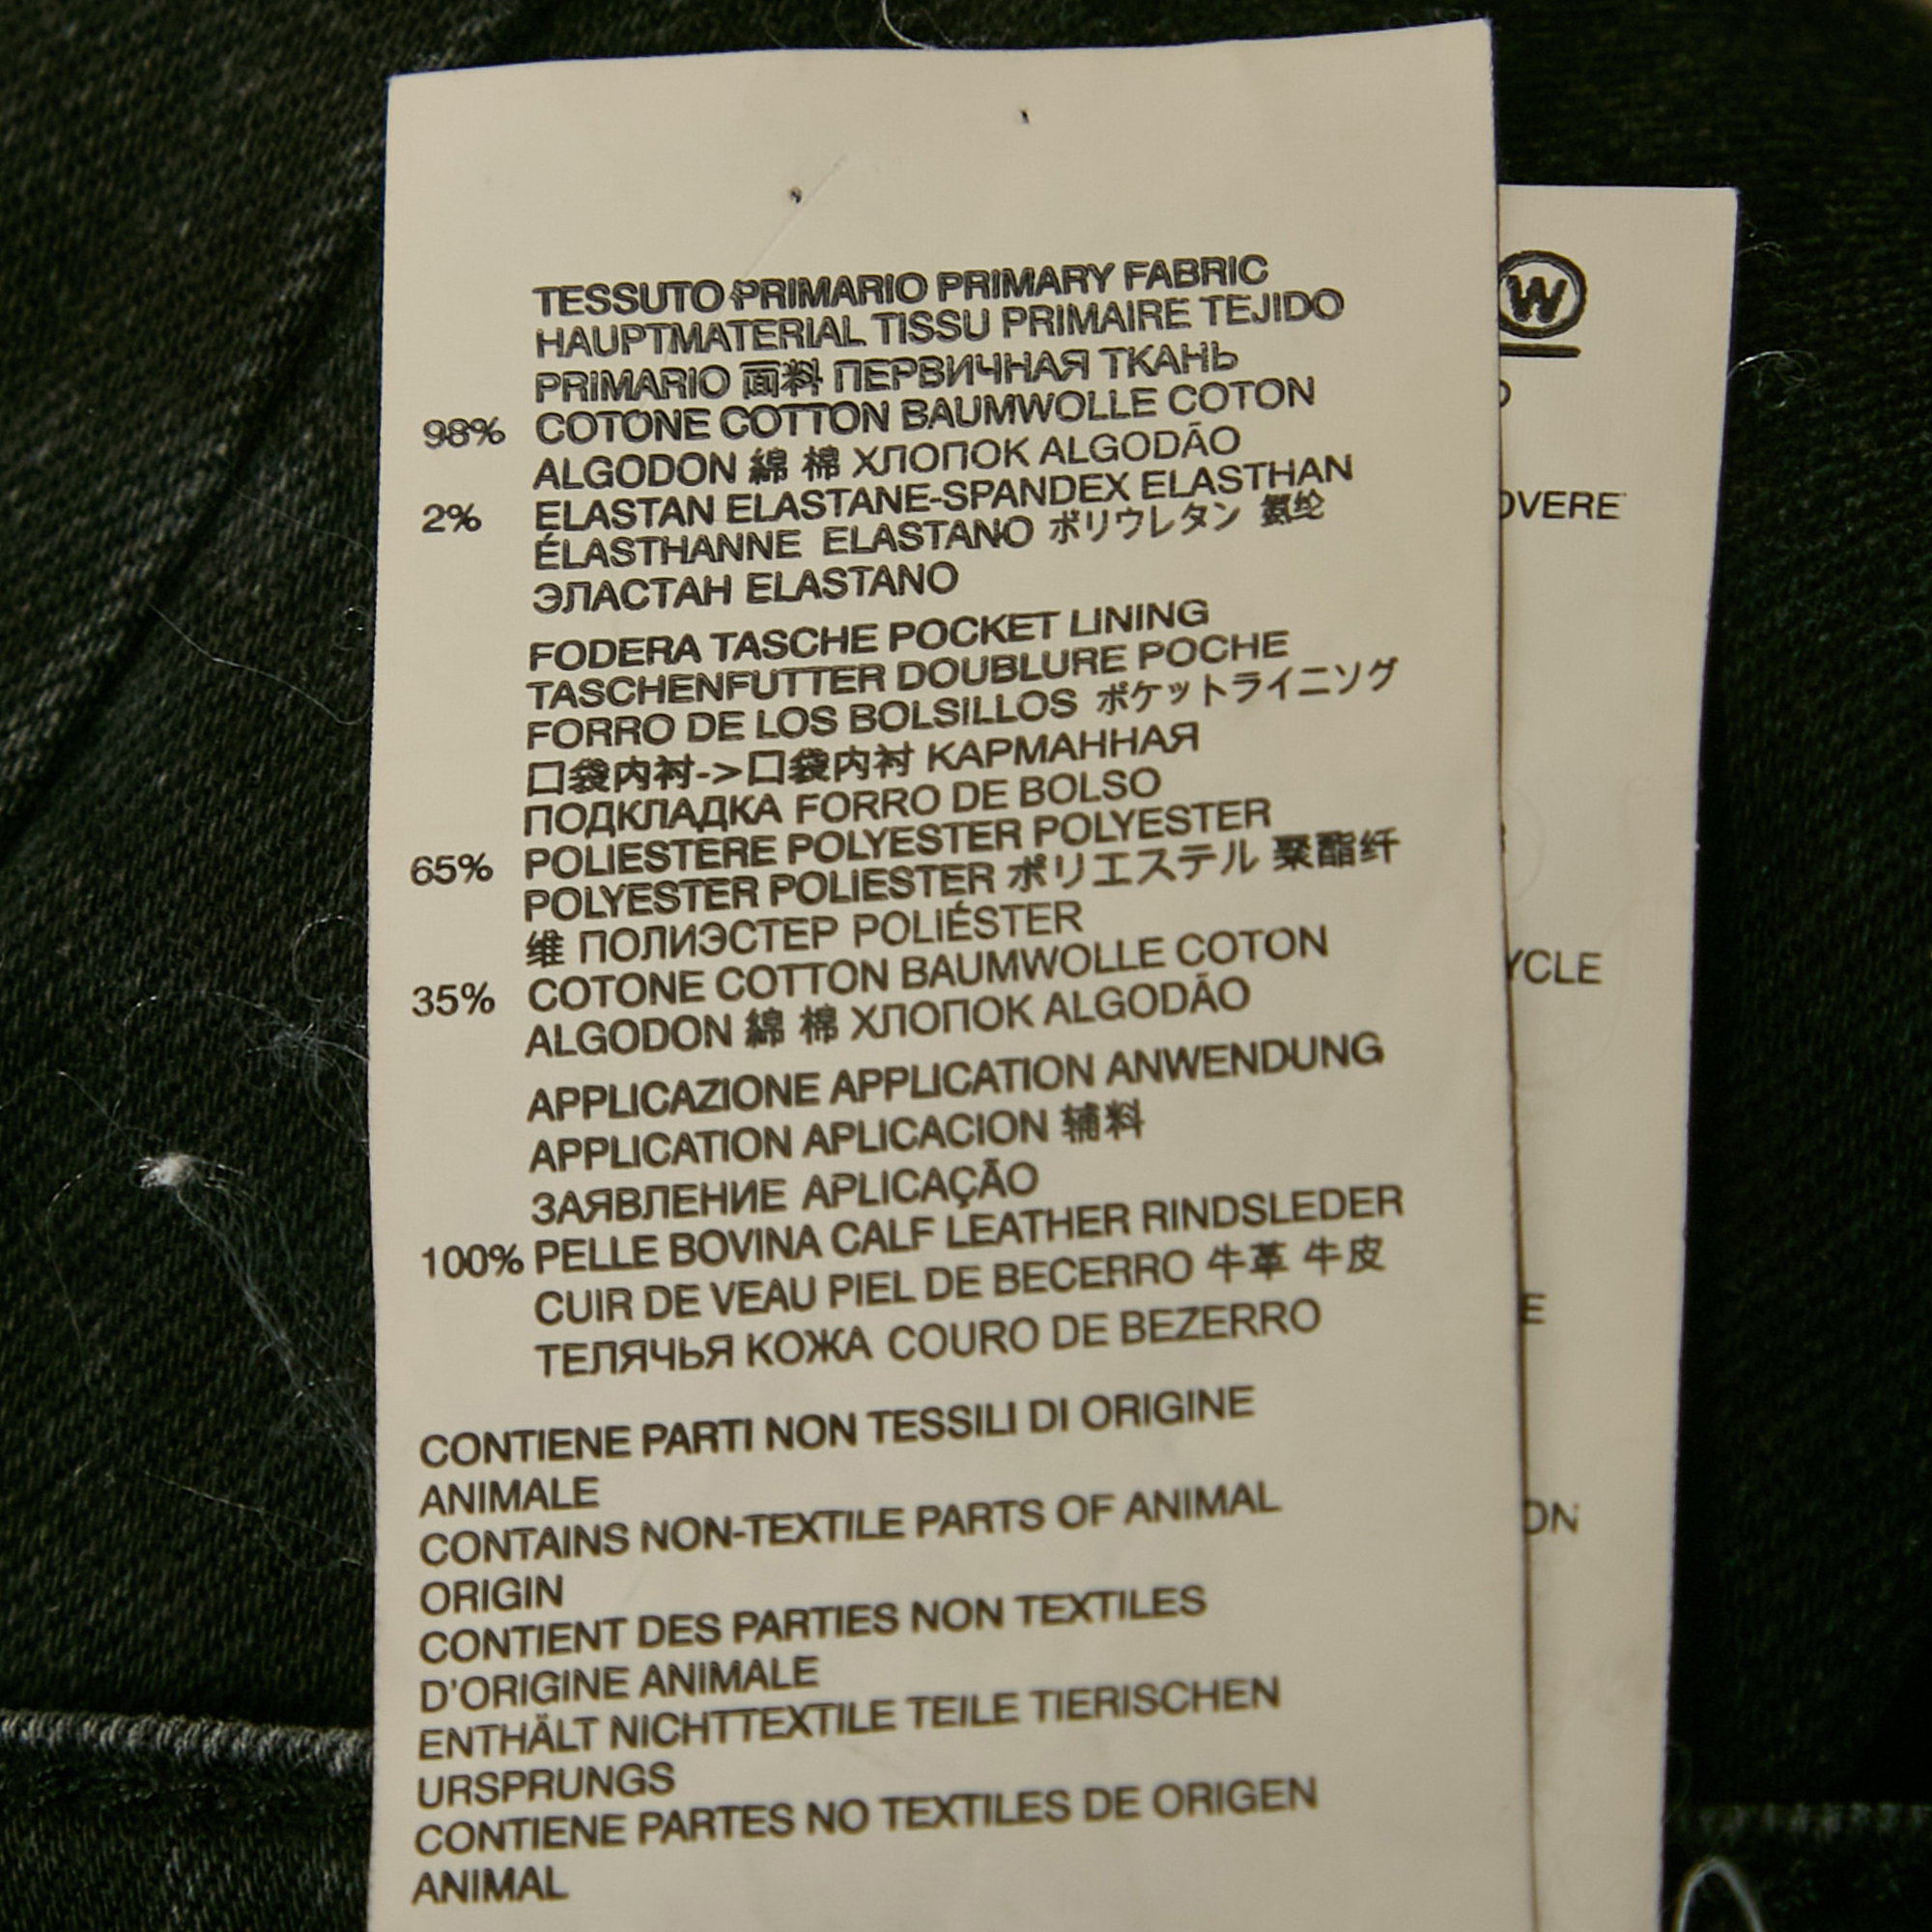 TESSUTO PRIMARIO PRIMARY FABRIC
HAUPTMATERIAL TISSU PRIMAIRE TEJIDO
PRIMARIO 面料 ПЕРВИЧНАЯ ТКАНЬ
98% COTONE COTTON BAUMWOLLE COTON
ALGODON 綿 棉 ХЛОПОК ALGODÃO
2% ELASTAN ELASTANE-SPANDEX ELASTHAN
ÉLASTHANNE ELASTANO ポリウレタン 氨纶
ЭЛАСТАН ELASTANO
FODERA TASCHE POCKET LINING
TASCHENFUTTER DOUBLURE POCHE
FORRO DE LOS BOLSILLOS ポケットライニソグ
口袋内衬->口袋内衬 КАРМАННАЯ
ПОДКЛАДКА FORRO DE BOLSO
65% POLIESTERE POLYESTER POLYESTER
POLYESTER POLIESTER ポリエステル 聚酯纤
维 ПОЛИЭСТЕР POLIÉSTER
35% COTONE COTTON BAUMWOLLE COTON
ALGODON 綿 棉 ХЛОПОК ALGODÃO
APPLICAZIONE APPLICATION ANWENDUNG
APPLICATION APLICACION 辅料
ЗАЯВЛЕНИЕ APLICAÇÃO
100% PELLE BOVINA CALF LEATHER RINDSLEDER
CUIR DE VEAU PIEL DE BECERRO 牛革 牛皮
ТЕЛЯЧЬЯ КОЖА COURO DE BEZERRO
CONTIENE PARTI NON TESSILI DI ORIGINE
ANIMALE
CONTAINS NON-TEXTILE PARTS OF ANIMAL
ORIGIN
CONTIENT DES PARTIES NON TEXTILES
D'ORIGINE ANIMALE
ENTHÄLT NICHTTEXTILE TEILE TIERISCHEN
URSPRUNGS
CONTIENE PARTES NO TEXTILES DE ORIGEN
ANIMAL
W
OVERE
YCLE
E
ON